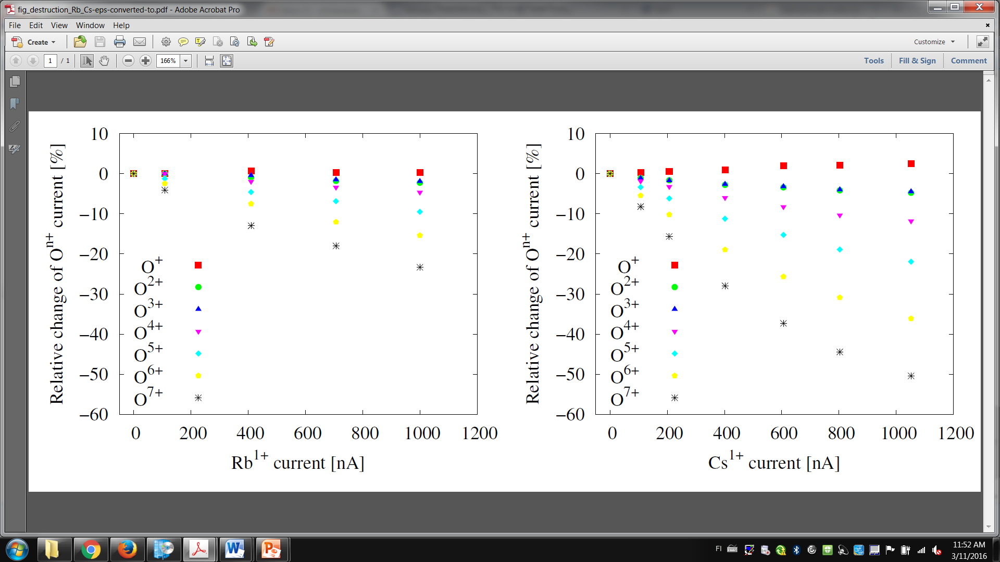 fig_destruction_Rb_Cs-eps-converted-to.pdf - Adobe Acrobat Pro
File Edit View Window Help
Create Customize
1 / 1 166% Tools Fill & Sign Comment
Relative change of Oⁿ⁺ current [%]
10
0
−10
−20
−30
−40
−50
−60
O⁺
O²⁺
O³⁺
O⁴⁺
O⁵⁺
O⁶⁺
O⁷⁺
0 200 400 600 800 1000 1200
Rb¹⁺ current [nA]
Relative change of Oⁿ⁺ current [%]
10
0
−10
−20
−30
−40
−50
−60
O⁺
O²⁺
O³⁺
O⁴⁺
O⁵⁺
O⁶⁺
O⁷⁺
0 200 400 600 800 1000 1200
Cs¹⁺ current [nA]
FI
11:52 AM
3/11/2016